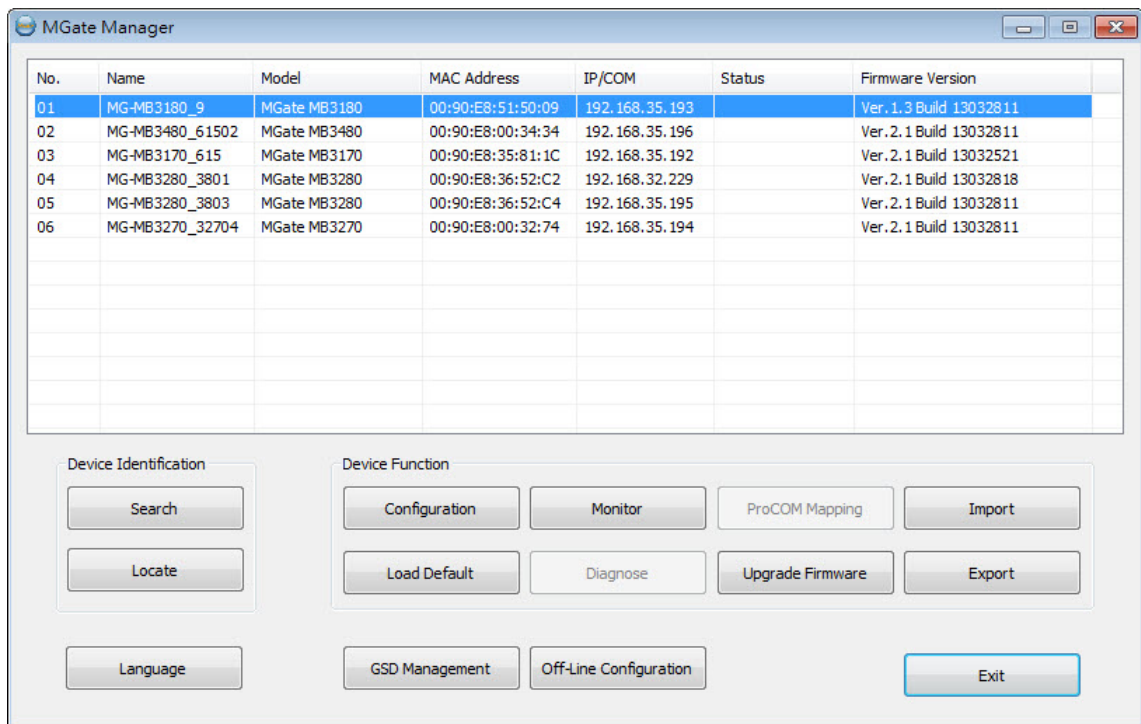 MGate Manager
No. Name Model MAC Address IP/COM Status Firmware Version
01 MG-MB3180_9 MGate MB3180 00:90:E8:51:50:09 192.168.35.193 Ver.1.3 Build 13032811
02 MG-MB3480_61502 MGate MB3480 00:90:E8:00:34:34 192.168.35.196 Ver.2.1 Build 13032811
03 MG-MB3170_615 MGate MB3170 00:90:E8:35:81:1C 192.168.35.192 Ver.2.1 Build 13032521
04 MG-MB3280_3801 MGate MB3280 00:90:E8:36:52:C2 192.168.32.229 Ver.2.1 Build 13032818
05 MG-MB3280_3803 MGate MB3280 00:90:E8:36:52:C4 192.168.35.195 Ver.2.1 Build 13032811
06 MG-MB3270_32704 MGate MB3270 00:90:E8:00:32:74 192.168.35.194 Ver.2.1 Build 13032811
Device Identification Device Function
Search Configuration Monitor ProCOM Mapping Import
Locate Load Default Diagnose Upgrade Firmware Export
Language GSD Management Off-Line Configuration Exit